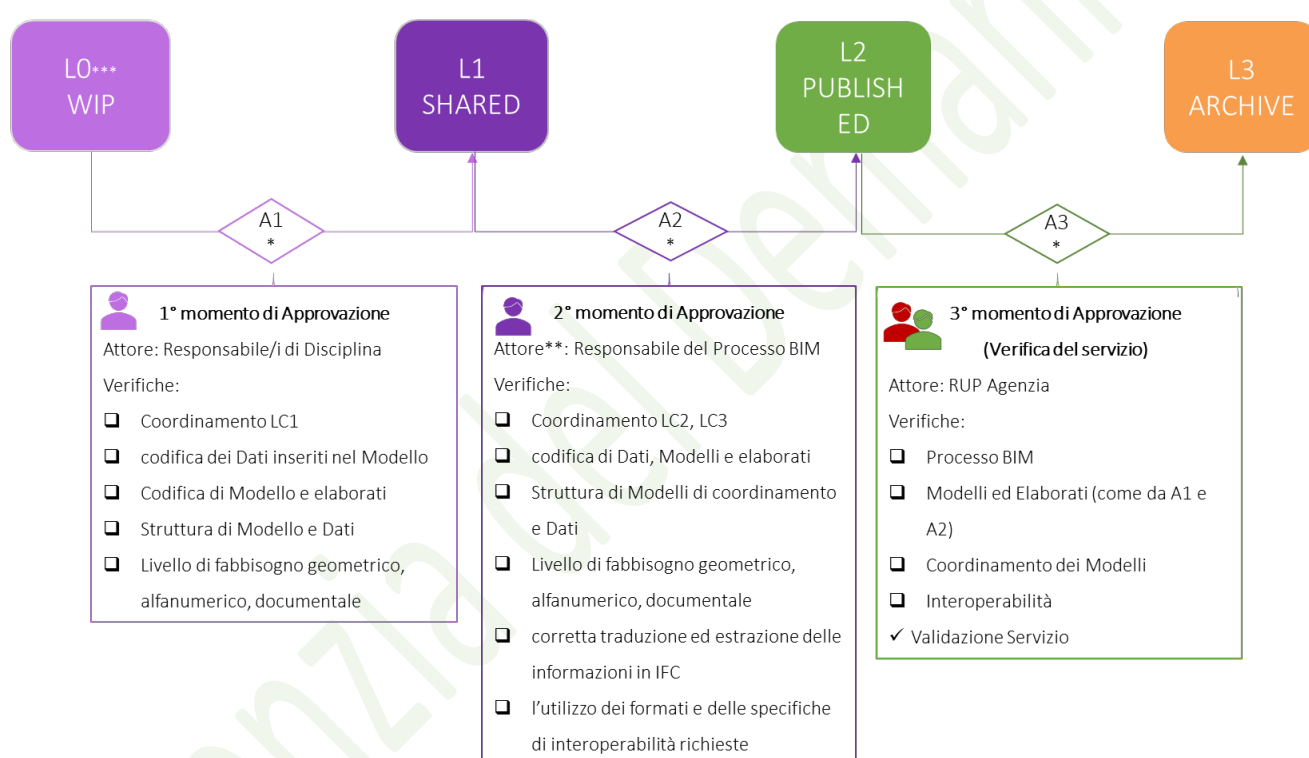 L0***
WIP
L1
SHARED
L2
PUBLISH
ED
L3
ARCHIVE
A1
*
A2
*
A3
*
1° momento di Approvazione
Attore: Responsabile/i di Disciplina
Verifiche:
❑ Coordinamento LC1
❑ codifica dei Dati inseriti nel Modello
❑ Codifica di Modello e elaborati
❑ Struttura di Modello e Dati
❑ Livello di fabbisogno geometrico,
alfanumerico, documentale
2° momento di Approvazione
Attore**: Responsabile del Processo BIM
Verifiche:
❑ Coordinamento LC2, LC3
❑ codifica di Dati, Modelli e elaborati
❑ Struttura di Modelli di coordinamento
e Dati
❑ Livello di fabbisogno geometrico,
alfanumerico, documentale
❑ corretta traduzione ed estrazione delle
informazioni in IFC
❑ l'utilizzo dei formati e delle specifiche
di interoperabilità richieste
3° momento di Approvazione
(Verifica del servizio)
Attore: RUP Agenzia
Verifiche:
❑ Processo BIM
❑ Modelli ed Elaborati (come da A1 e
A2)
❑ Coordinamento dei Modelli
❑ Interoperabilità
✓ Validazione Servizio
enzia del Demani